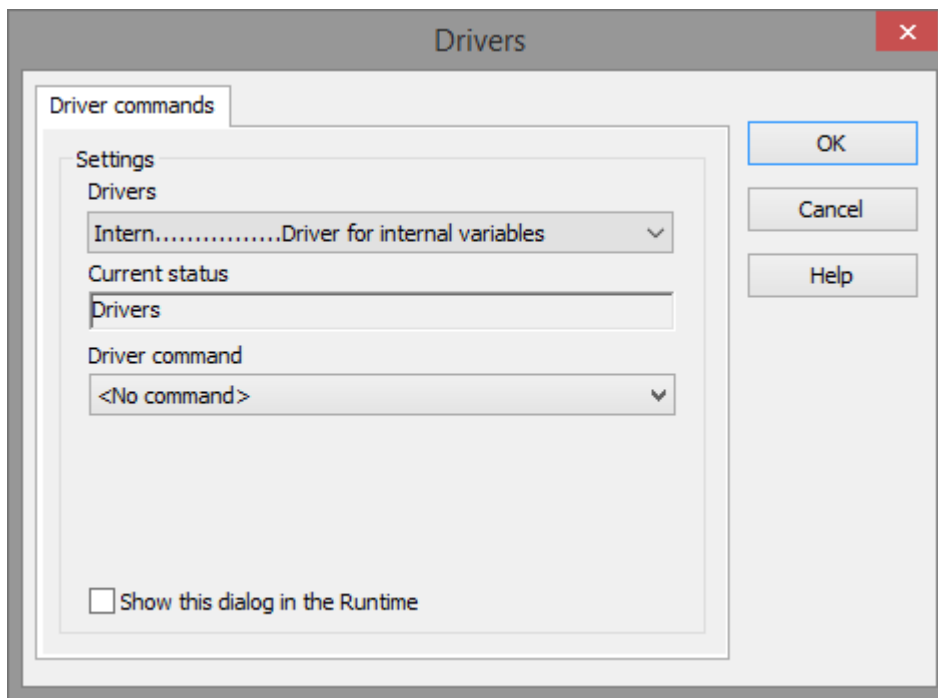 Drivers
Driver commands
Settings
Drivers
Intern................Driver for internal variables
Current status
Drivers
Driver command
<No command>
Show this dialog in the Runtime
OK
Cancel
Help